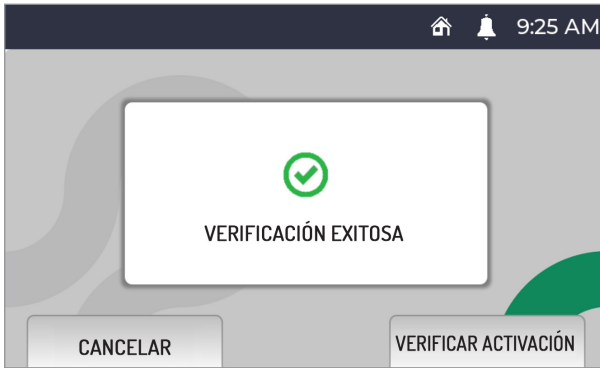 9:25 AM
VERIFICACIÓN EXITOSA
CANCELAR
VERIFICAR ACTIVACIÓN